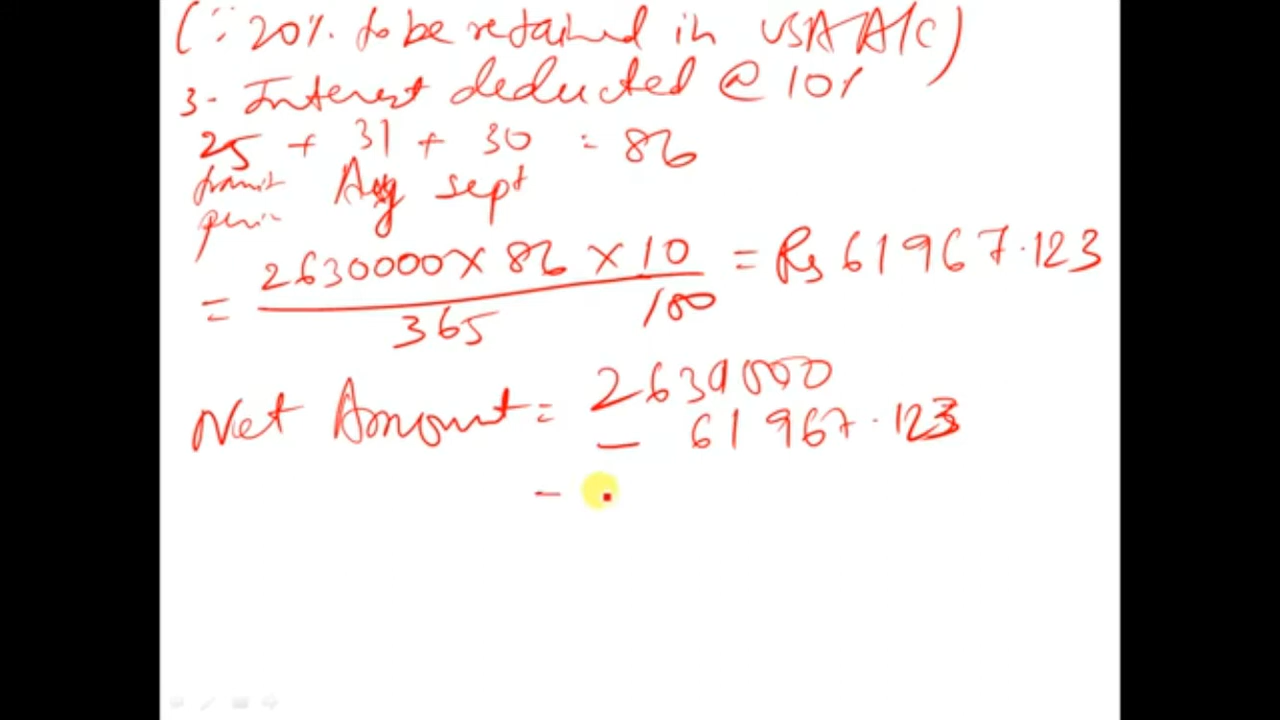 (∵ 20% to be retained in USA A/c)
3. Interest deducted @ 10%
25 + 31 + 30 = 86
transit Aug sept
= 2630000 × 86 × 10 = Rs 61967.123
365 100
Net Amount = 2630000
- 61967.123
-